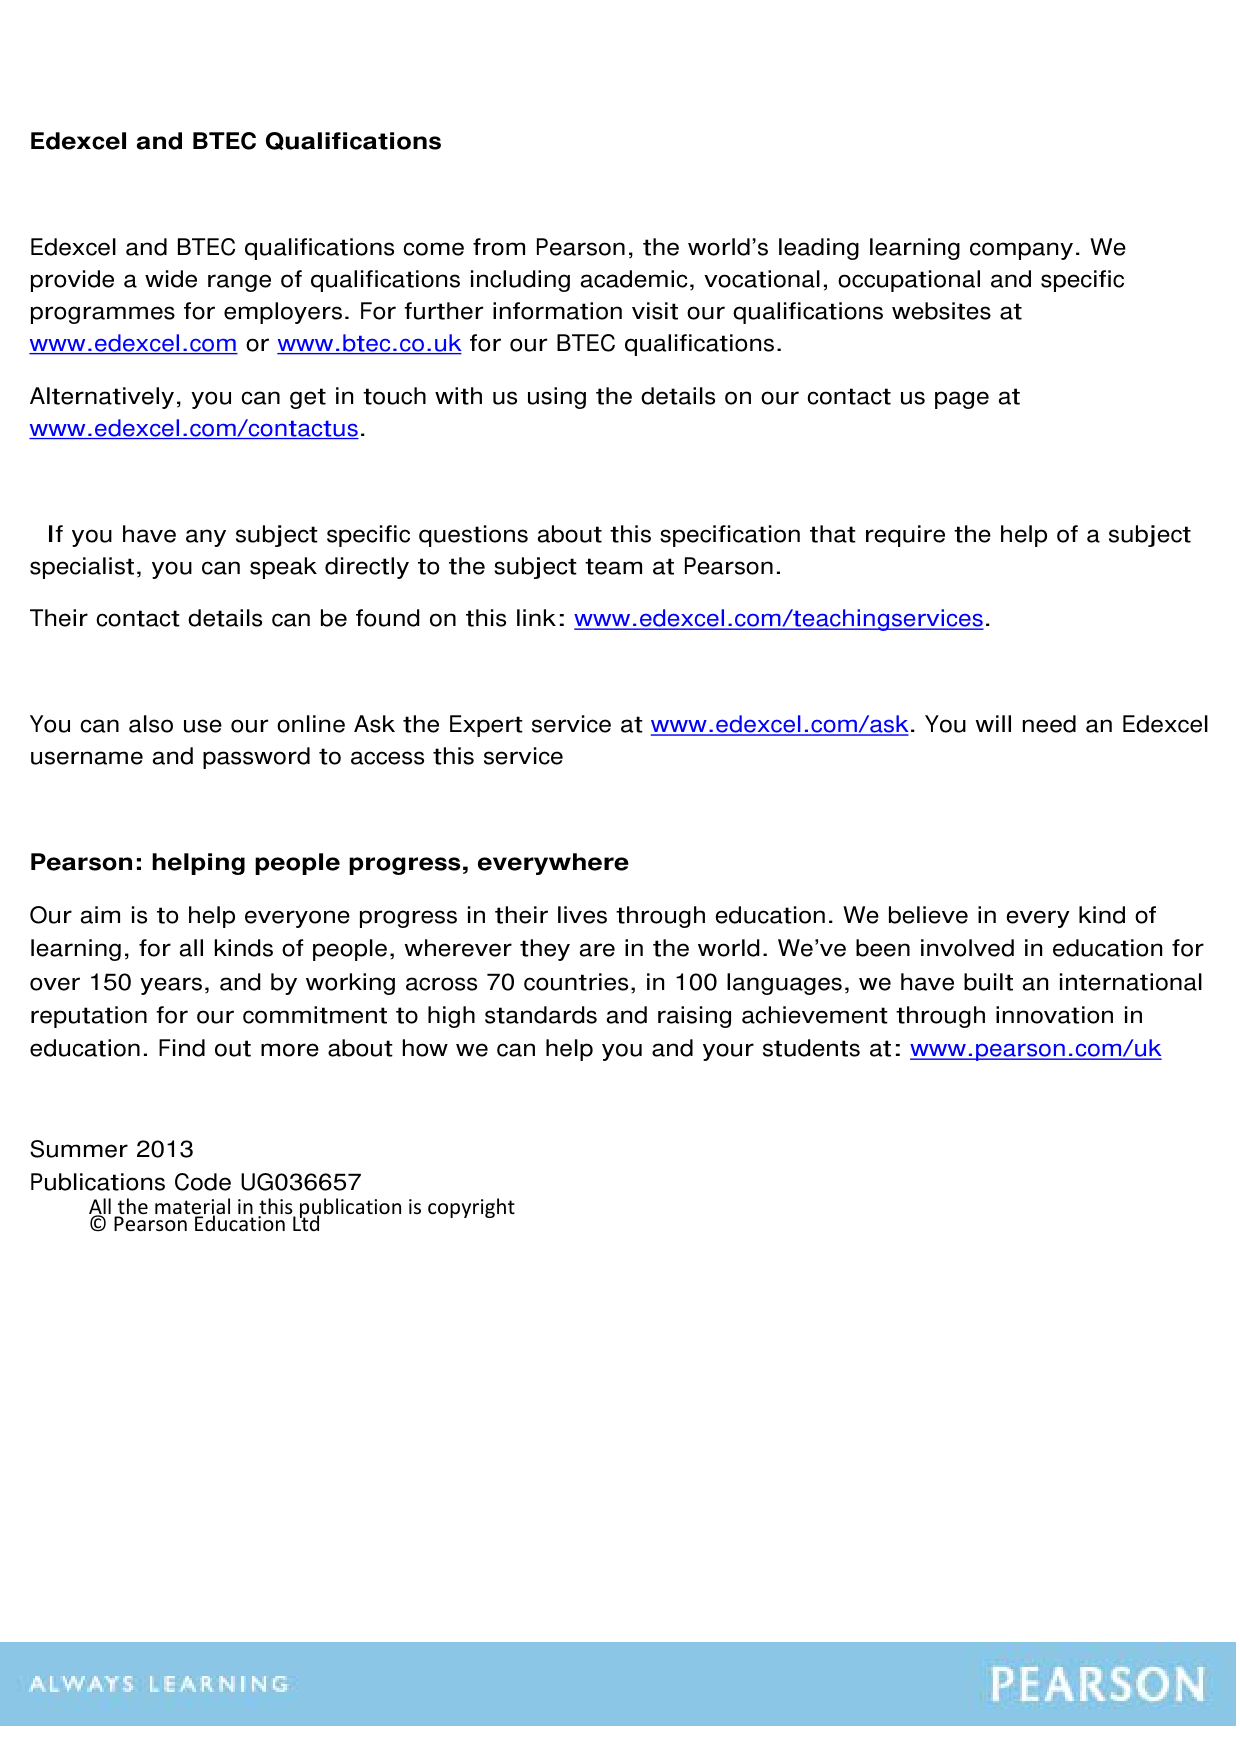 Edexcel and BTEC Qualifications
Edexcel and BTEC qualifications come from Pearson, the world’s leading learning company. We
provide a wide range of qualifications including academic, vocational, occupational and specific
programmes for employers. For further information visit our qualifications websites at
www.edexcel.com or www.btec.co.uk for our BTEC qualifications.
Alternatively, you can get in touch with us using the details on our contact us page at
www.edexcel.com/contactus.
If you have any subject specific questions about this specification that require the help of a subject
specialist, you can speak directly to the subject team at Pearson.
Their contact details can be found on this link: www.edexcel.com/teachingservices.
You can also use our online Ask the Expert service at www.edexcel.com/ask. You will need an Edexcel
username and password to access this service
Pearson: helping people progress, everywhere
Our aim is to help everyone progress in their lives through education. We believe in every kind of
learning, for all kinds of people, wherever they are in the world. We’ve been involved in education for
over 150 years, and by working across 70 countries, in 100 languages, we have built an international
reputation for our commitment to high standards and raising achievement through innovation in
education. Find out more about how we can help you and your students at: www.pearson.com/uk
Summer 2013
Publications Code UG036657
All the material in this publication is copyright
© Pearson Education Ltd
ALWAYS LEARNING
PEARSON